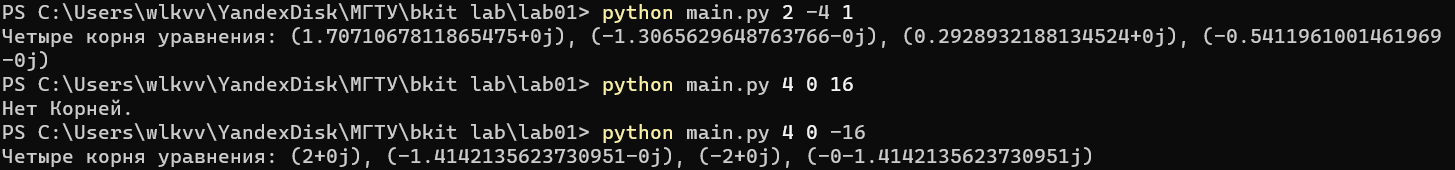 PS C:\Users\wlkvv\YandexDisk\МГТУ\bkit lab\lab01> python main.py 2 -4 1
Четыре корня уравнения: (1.7071067811865475+0j), (-1.3065629648763766-0j), (0.2928932188134524+0j), (-0.5411961001461969
-0j)
PS C:\Users\wlkvv\YandexDisk\МГТУ\bkit lab\lab01> python main.py 4 0 16
Нет Корней.
PS C:\Users\wlkvv\YandexDisk\МГТУ\bkit lab\lab01> python main.py 4 0 -16
Четыре корня уравнения: (2+0j), (-1.4142135623730951-0j), (-2+0j), (-0-1.4142135623730951j)